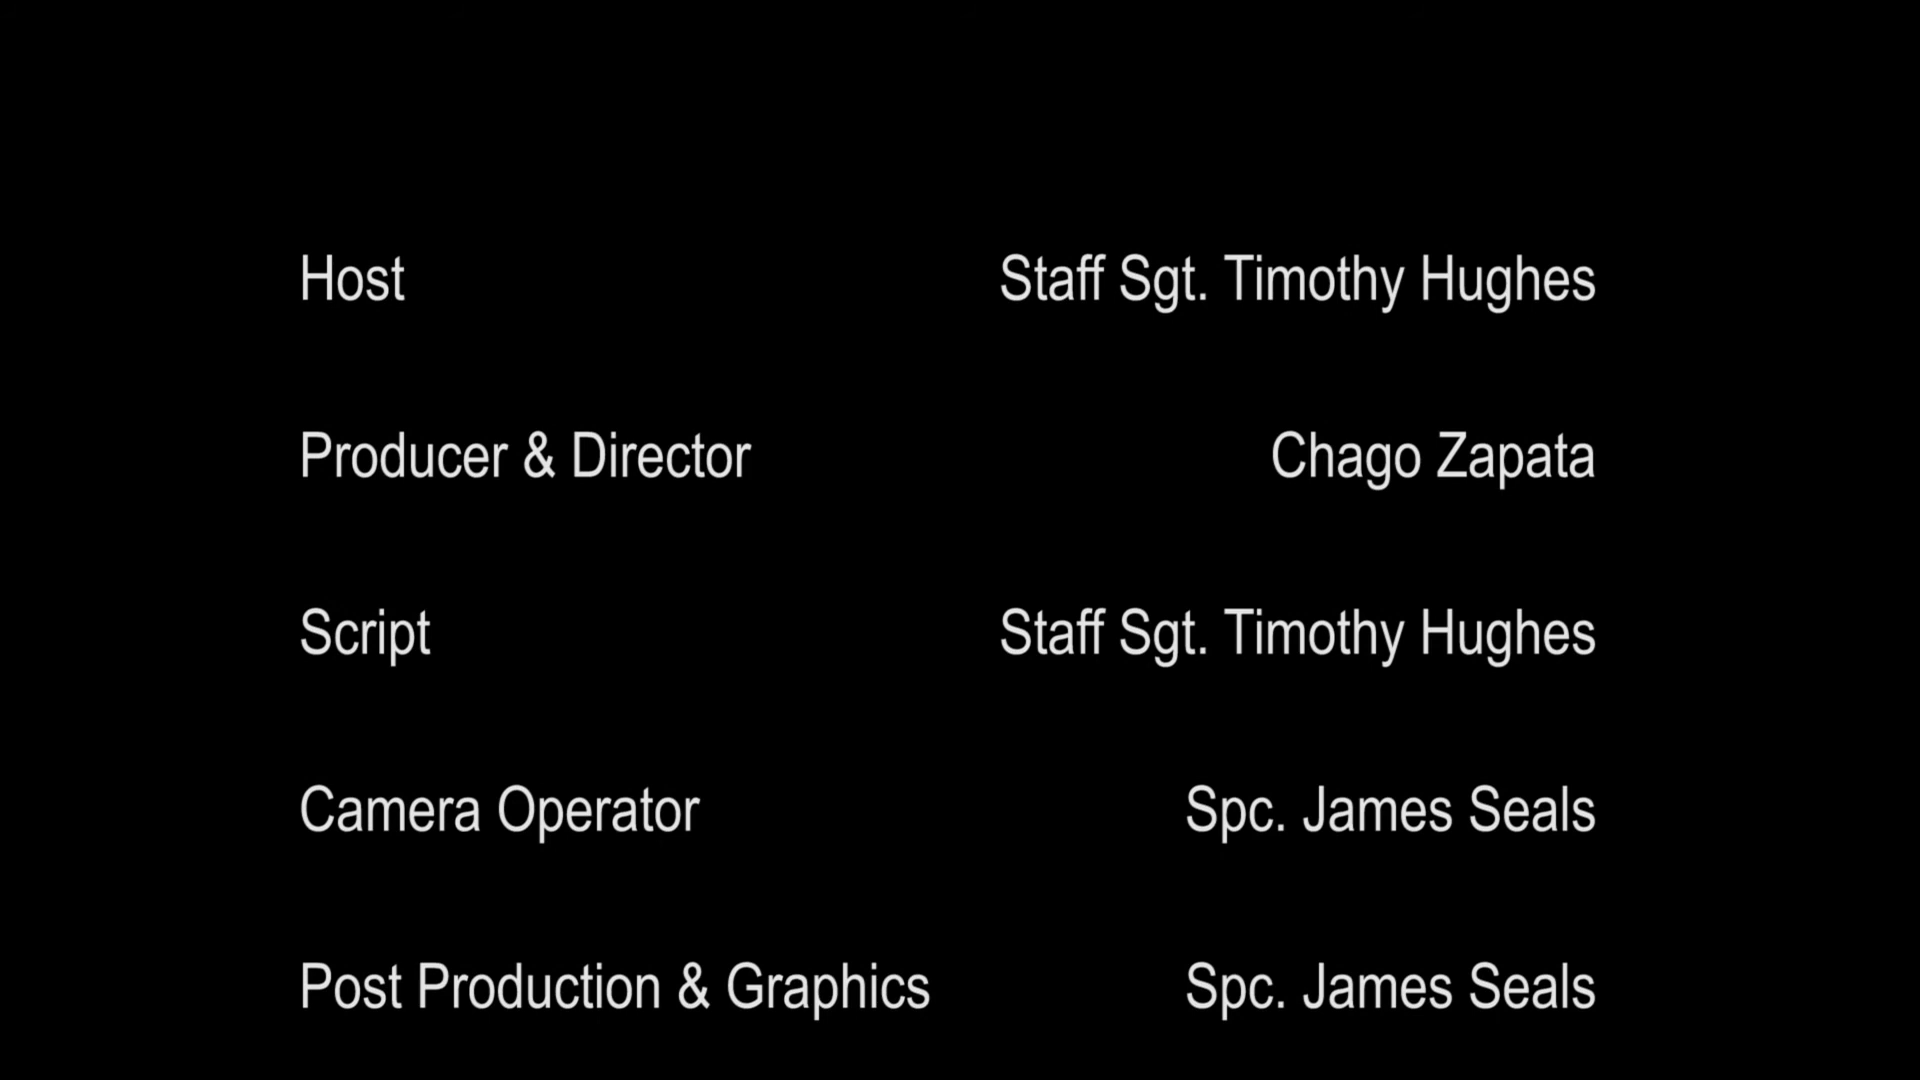 Host Staff Sgt. Timothy Hughes
Producer & Director Chago Zapata
Script Staff Sgt. Timothy Hughes
Camera Operator Spc. James Seals
Post Production & Graphics Spc. James Seals